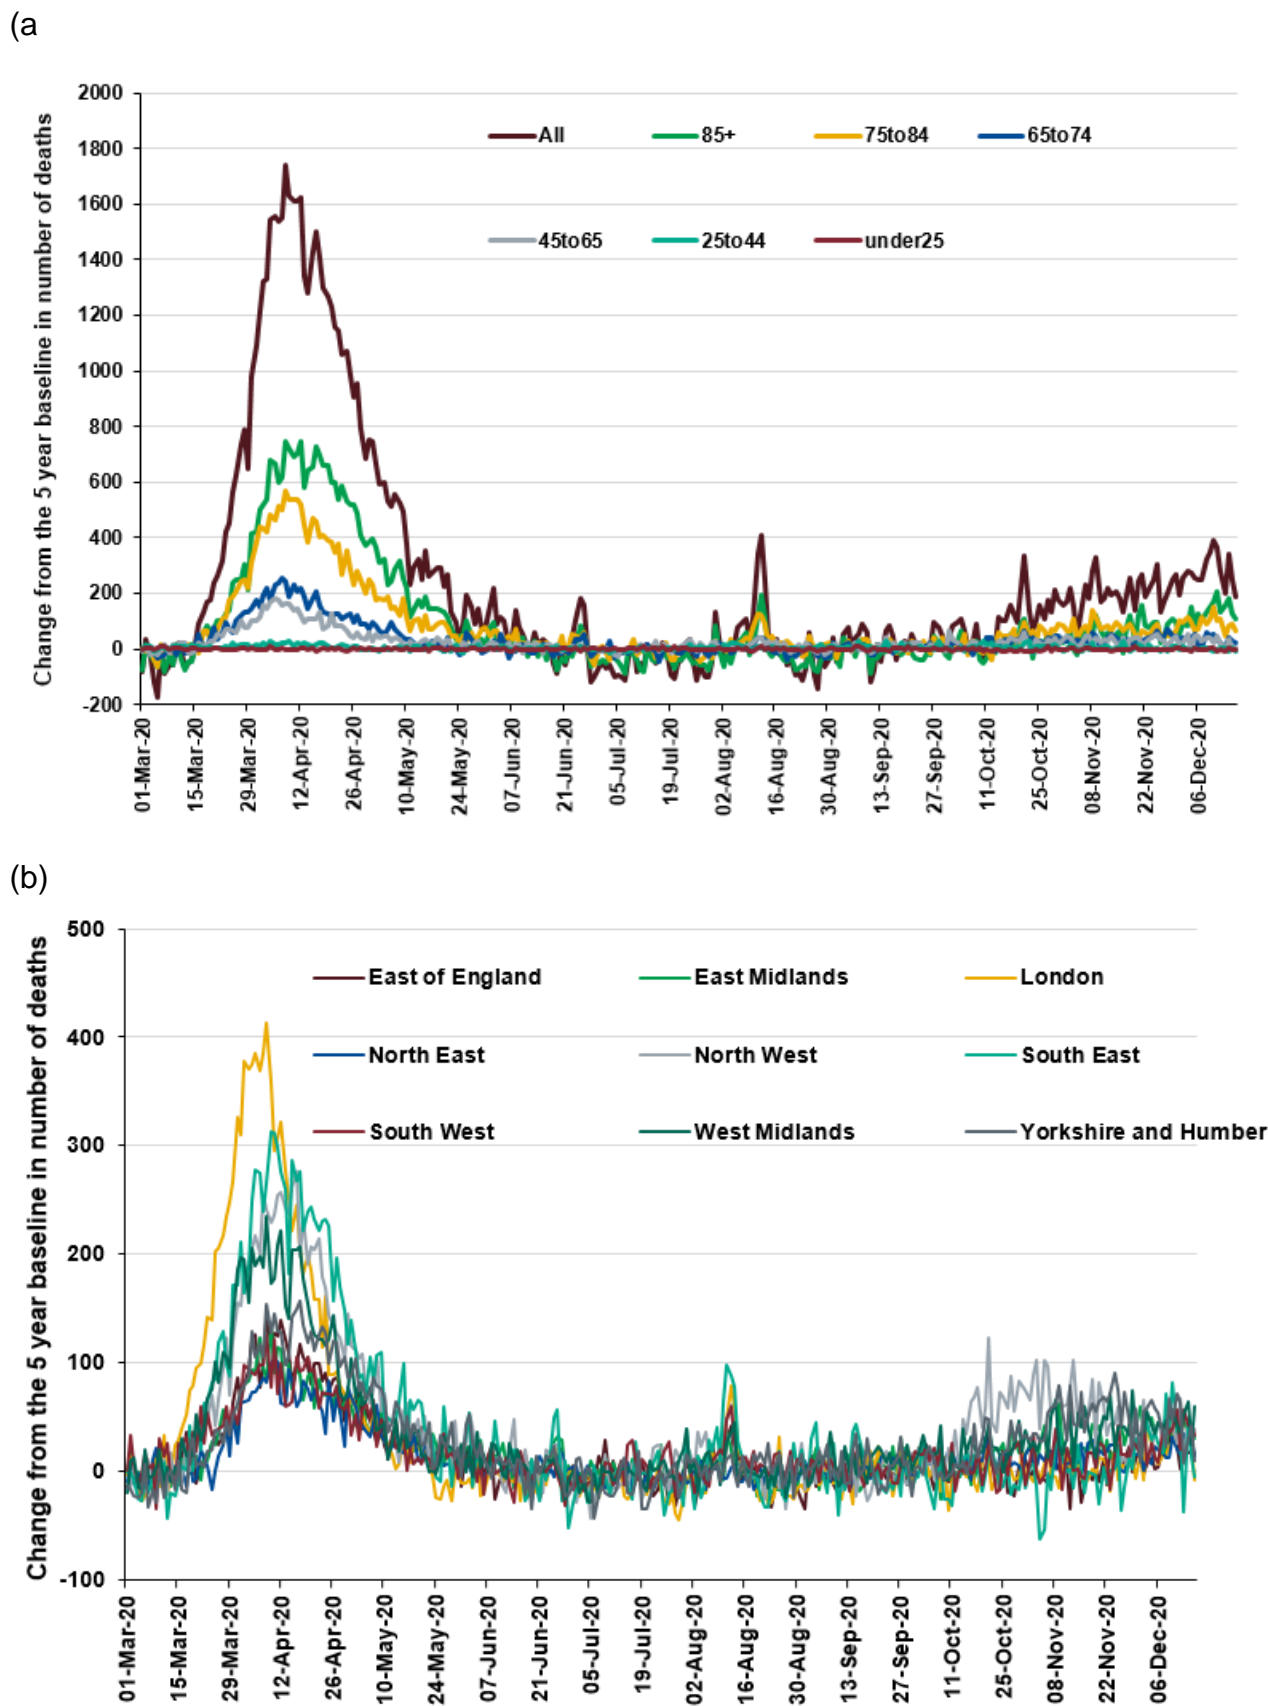 (a
Change from the 5 year baseline in number of deaths
2000
1800
1600
1400
1200
1000
800
600
400
200
0
-200
All 85+ 75to84 65to74
45to65 25to44 under25
01-Mar-20 15-Mar-20 29-Mar-20 12-Apr-20 26-Apr-20 10-May-20 24-May-20 07-Jun-20 21-Jun-20 05-Jul-20 19-Jul-20 02-Aug-20 16-Aug-20 30-Aug-20 13-Sep-20 27-Sep-20 11-Oct-20 25-Oct-20 08-Nov-20 22-Nov-20 06-Dec-20
(b)
Change from the 5 year baseline in number of deaths
500
400
300
200
100
0
-100
East of England East Midlands London
North East North West South East
South West West Midlands Yorkshire and Humber
01-Mar-20 15-Mar-20 29-Mar-20 12-Apr-20 26-Apr-20 10-May-20 24-May-20 07-Jun-20 21-Jun-20 05-Jul-20 19-Jul-20 02-Aug-20 16-Aug-20 30-Aug-20 13-Sep-20 27-Sep-20 11-Oct-20 25-Oct-20 08-Nov-20 22-Nov-20 06-Dec-20